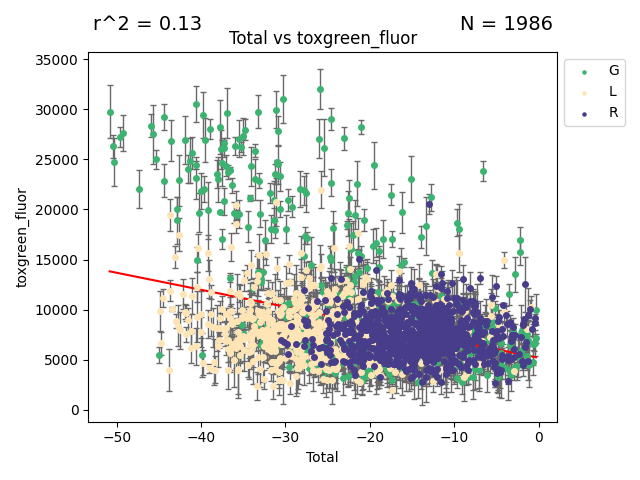 r^2 = 0.13
N = 1986
Total vs toxgreen_fluor
35000
30000
25000
20000
15000
10000
5000
0
toxgreen_fluor
−50
−40
−30
−20
−10
0
Total
G
L
R